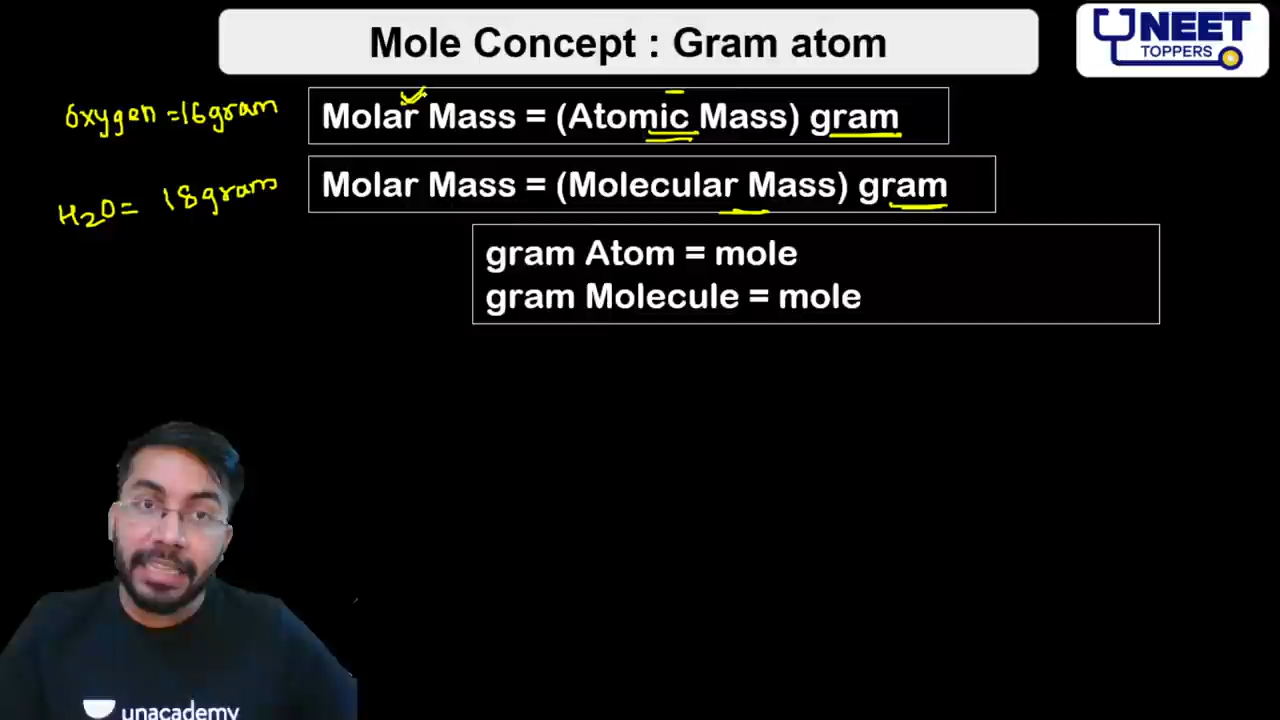 Mole Concept : Gram atom
NEET
TOPPERS
Oxygen = 16 gram
Molar Mass = (Atomic Mass) gram
H2O = 18 gram
Molar Mass = (Molecular Mass) gram
gram Atom = mole
gram Molecule = mole
unacademy